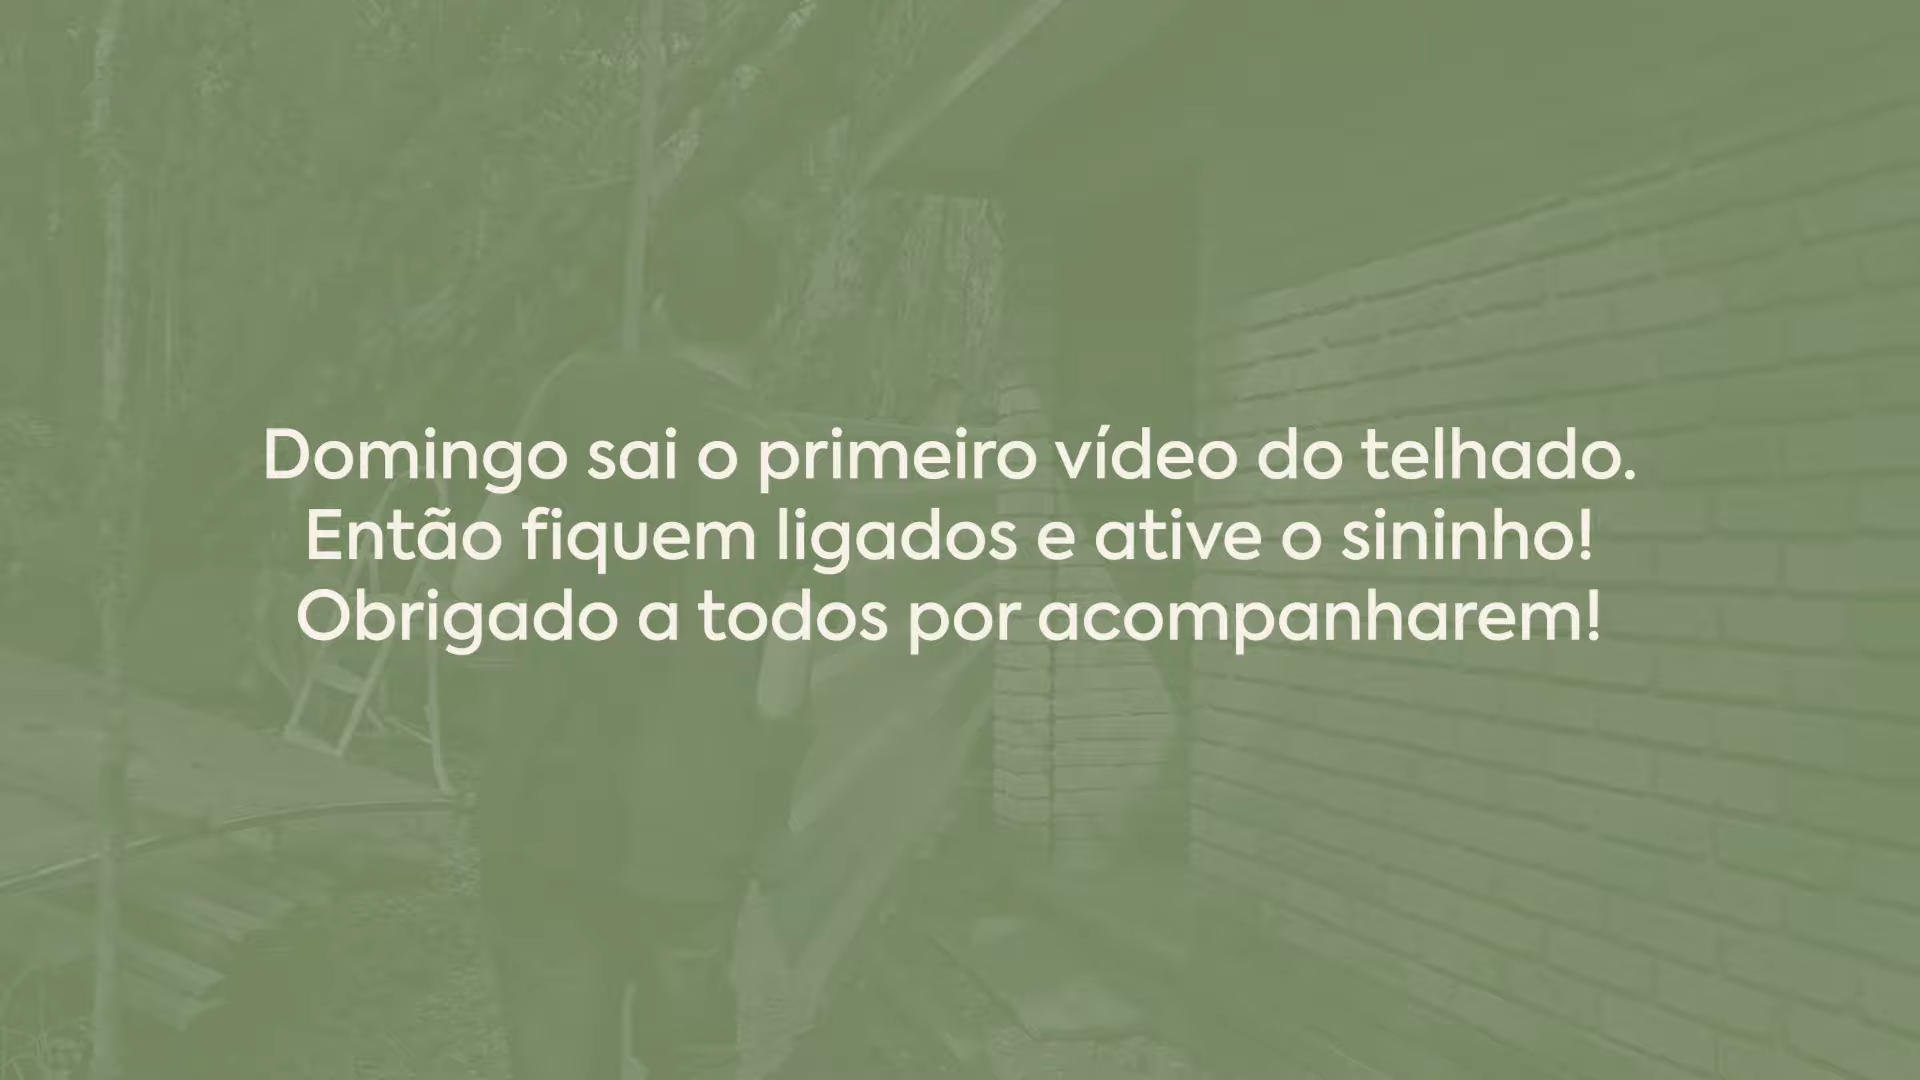 Domingo sai o primeiro vídeo do telhado.
Então fiquem ligados e ative o sininho!
Obrigado a todos por acompanharem!